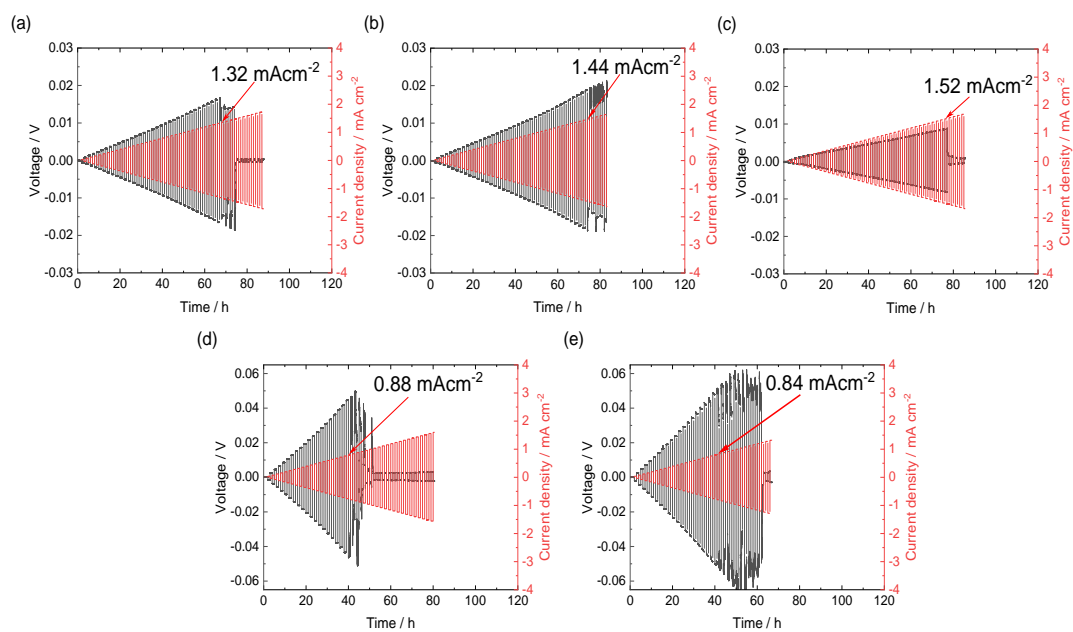 (a)
(b)
(c)
0.03
0.02
0.01
0.00
-0.01
-0.02
-0.03
Voltage / V
0 20 40 60 80 100 120
Time / h
4
3
2
1
0
-1
-2
-3
-4
Current density / mA cm-2
1.32 mAcm-2
0.03
0.02
0.01
0.00
-0.01
-0.02
-0.03
Voltage / V
0 20 40 60 80 100 120
Time / h
4
3
2
1
0
-1
-2
-3
-4
Current density / mA cm-2
1.44 mAcm-2
0.03
0.02
0.01
0.00
-0.01
-0.02
-0.03
Voltage / V
0 20 40 60 80 100 120
Time / h
4
3
2
1
0
-1
-2
-3
-4
Current density / mA cm-2
1.52 mAcm-2
(d)
(e)
0.06
0.04
0.02
0.00
-0.02
-0.04
-0.06
Voltage / V
0 20 40 60 80 100 120
Time / h
4
3
2
1
0
-1
-2
-3
-4
Current density / mA cm-2
0.88 mAcm-2
0.06
0.04
0.02
0.00
-0.02
-0.04
-0.06
Voltage / V
0 20 40 60 80 100 120
Time / h
4
3
2
1
0
-1
-2
-3
-4
Current density / mA cm-2
0.84 mAcm-2